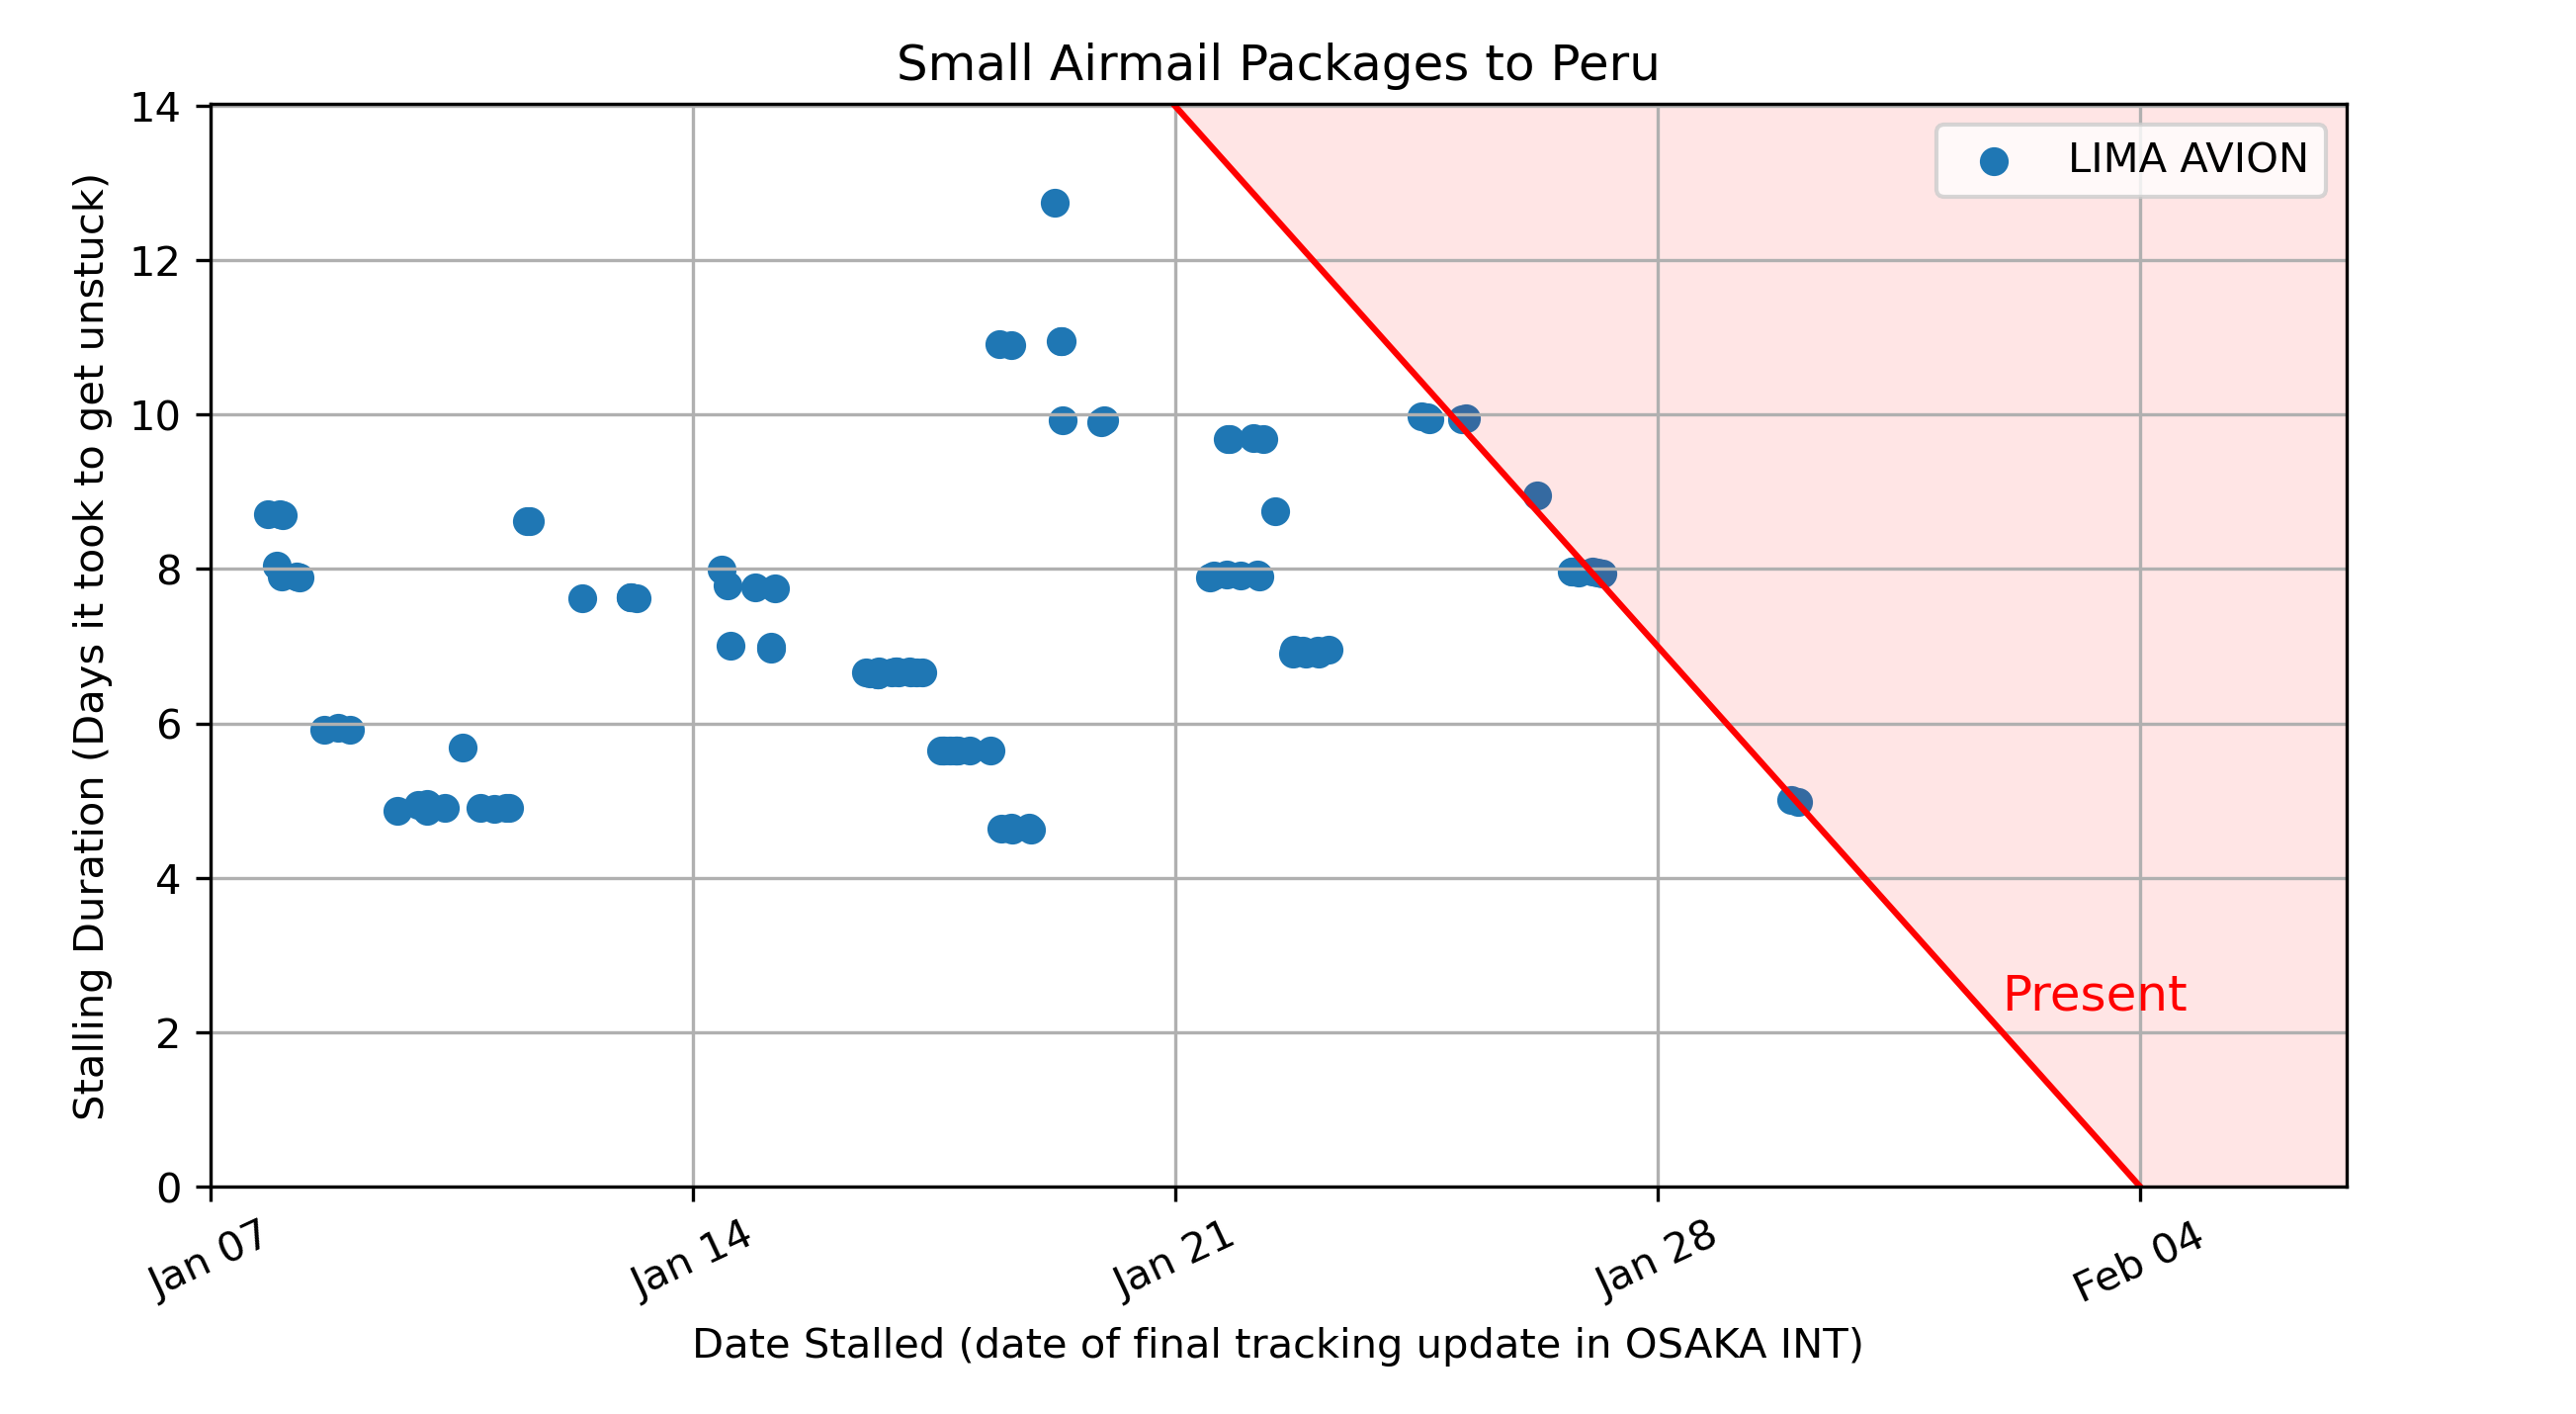 Small Airmail Packages to Peru
14
12
10
8
6
4
2
0
Stalling Duration (Days it took to get unstuck)
LIMA AVION
Present
Jan 07
Jan 14
Jan 21
Jan 28
Feb 04
Date Stalled (date of final tracking update in OSAKA INT)